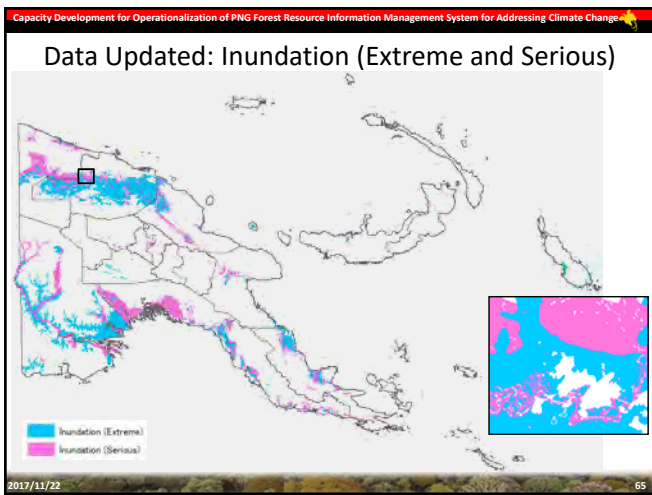 Capacity Development for Operationalization of PNG Forest Resource Information Management System for Addressing Climate Change
Data Updated: Inundation (Extreme and Serious)
Inundation (Extreme)
Inundation (Serious)
2017/11/22
65